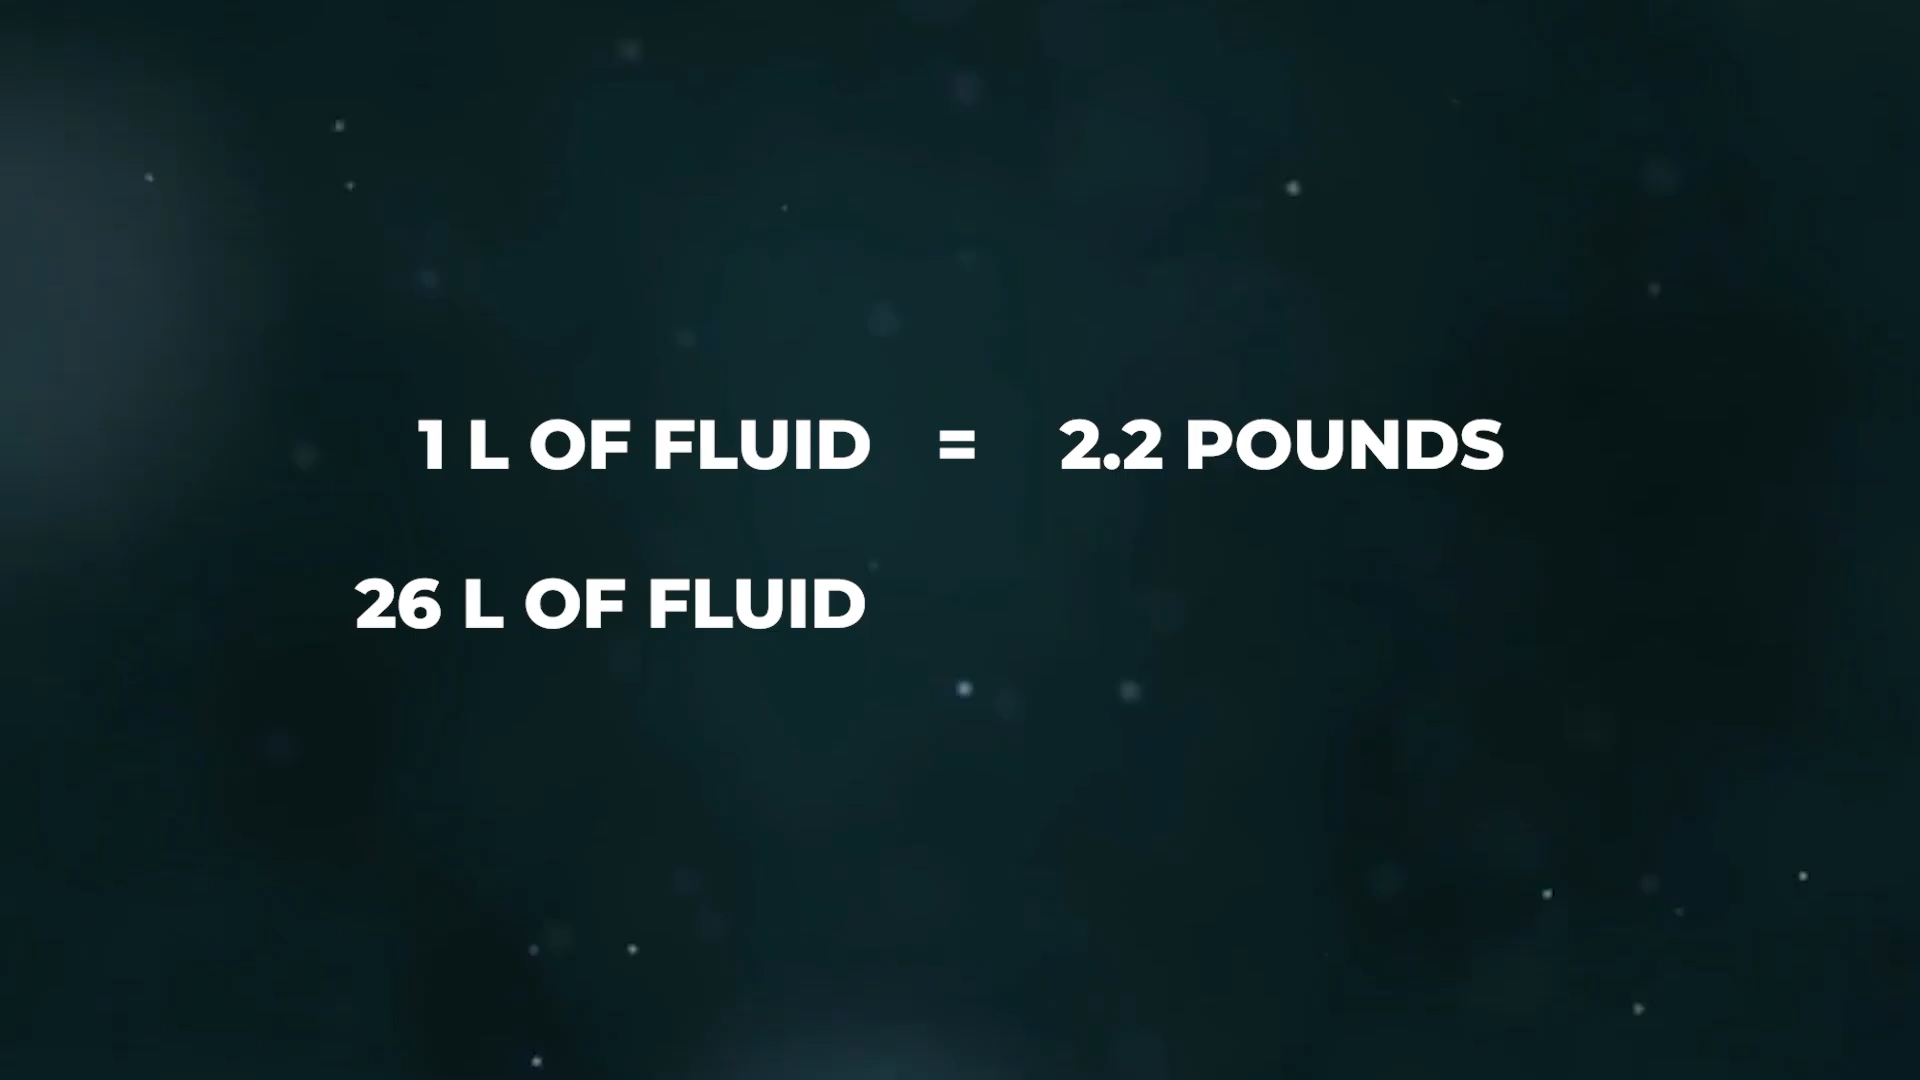 1 L OF FLUID = 2.2 POUNDS
26 L OF FLUID